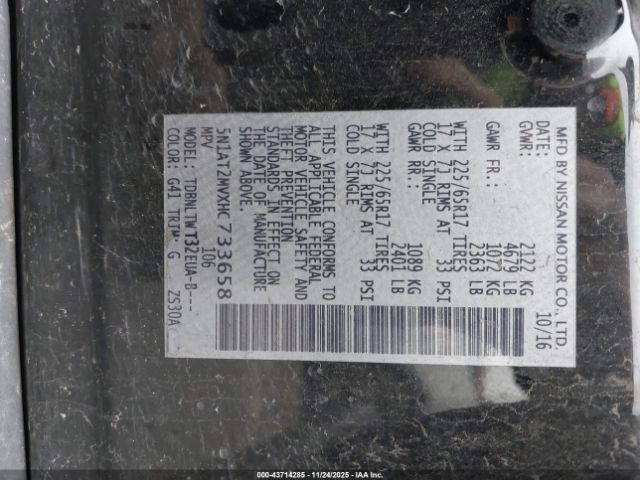 MFD BY NISSAN MOTOR CO., LTD.
DATE: 10/16
GVWR: 2122 KG
4679 LB
GAWR FR: 1072 KG
2363 LB
WITH 225/65R17 TIRES
17 X 7J RIMS AT 33 PSI
COLD SINGLE
GAWR RR: 1089 KG
2401 LB
WITH 225/65R17 TIRES
17 X 7J RIMS AT 33 PSI
COLD SINGLE
THIS VEHICLE CONFORMS TO
ALL APPLICABLE FEDERAL
MOTOR VEHICLE SAFETY AND
THEFT PREVENTION
STANDARDS IN EFFECT ON
THE DATE OF MANUFACTURE
SHOWN ABOVE.
5N1AT2MVXHC733658
MPV 106
TDBNLTWT32EUA-B---
COLOR: G41 TRIM: G ZS30A
000-43714285 - 11/24/2025 - IAA Inc.